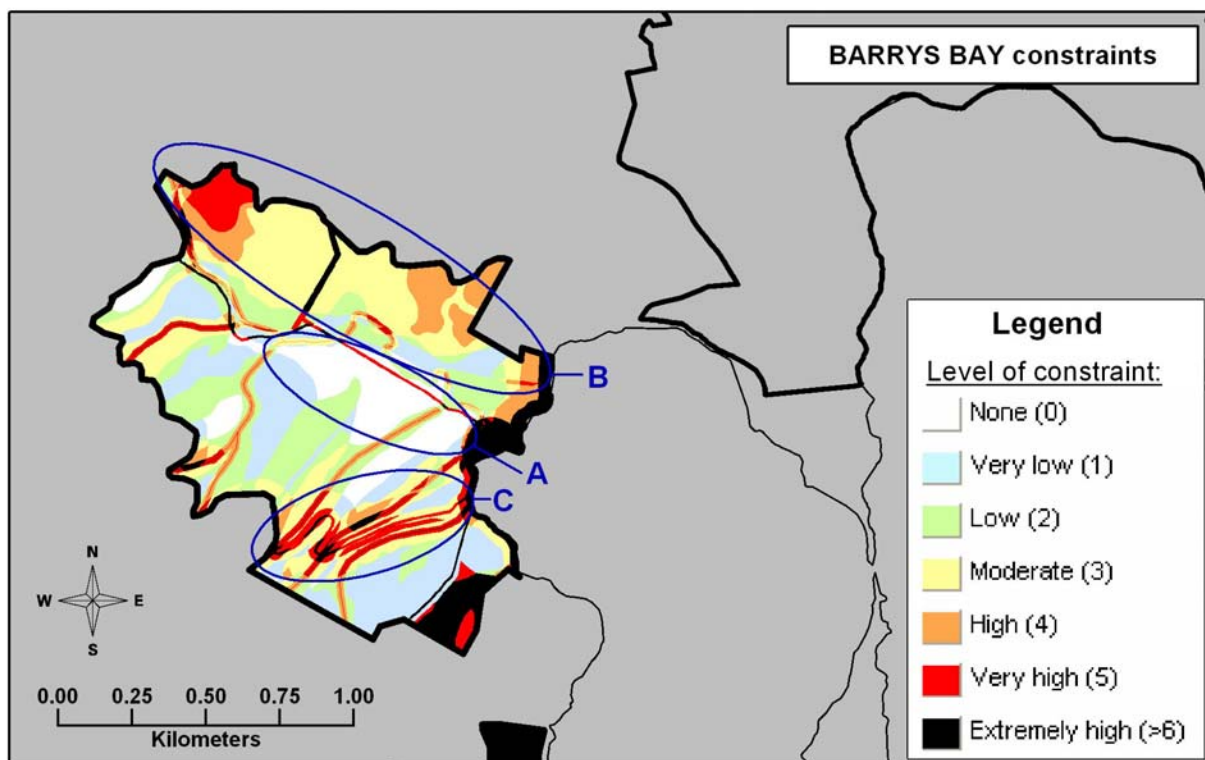 BARRYS BAY constraints
B
A
C
N
W E
S
0.00 0.25 0.50 0.75 1.00
Kilometers
Legend
Level of constraint:
None (0)
Very low (1)
Low (2)
Moderate (3)
High (4)
Very high (5)
Extremely high (>6)